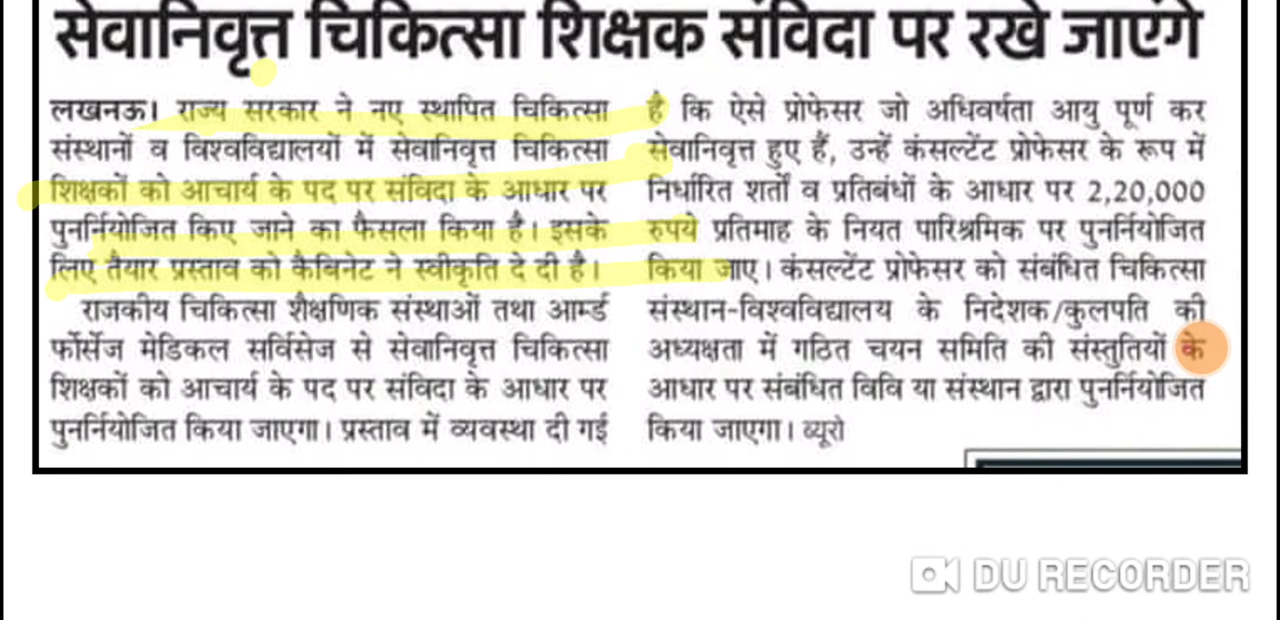 सेवानिवृत्त चिकित्सा शिक्षक संविदा पर रखे जाएंगे
लखनऊ। राज्य सरकार ने नए स्थापित चिकित्सा
संस्थानों व विश्वविद्यालयों में सेवानिवृत्त चिकित्सा
शिक्षकों को आचार्य के पद पर संविदा के आधार पर
पुनर्नियोजित किए जाने का फैसला किया है। इसके
लिए तैयार प्रस्ताव को कैबिनेट ने स्वीकृति दे दी है।
राजकीय चिकित्सा शैक्षणिक संस्थाओं तथा आर्म्ड
फोर्सेज मेडिकल सर्विसेज से सेवानिवृत्त चिकित्सा
शिक्षकों को आचार्य के पद पर संविदा के आधार पर
पुनर्नियोजित किया जाएगा। प्रस्ताव में व्यवस्था दी गई
है कि ऐसे प्रोफेसर जो अधिवर्षता आयु पूर्ण कर
सेवानिवृत्त हुए हैं, उन्हें कंसल्टेंट प्रोफेसर के रूप में
निर्धारित शर्तों व प्रतिबंधों के आधार पर 2,20,000
रुपये प्रतिमाह के नियत पारिश्रमिक पर पुनर्नियोजित
किया जाए। कंसल्टेंट प्रोफेसर को संबंधित चिकित्सा
संस्थान-विश्वविद्यालय के निदेशक/कुलपति की
अध्यक्षता में गठित चयन समिति की संस्तुतियों के
आधार पर संबंधित विवि या संस्थान द्वारा पुनर्नियोजित
किया जाएगा। ब्यूरो
DU RECORDER